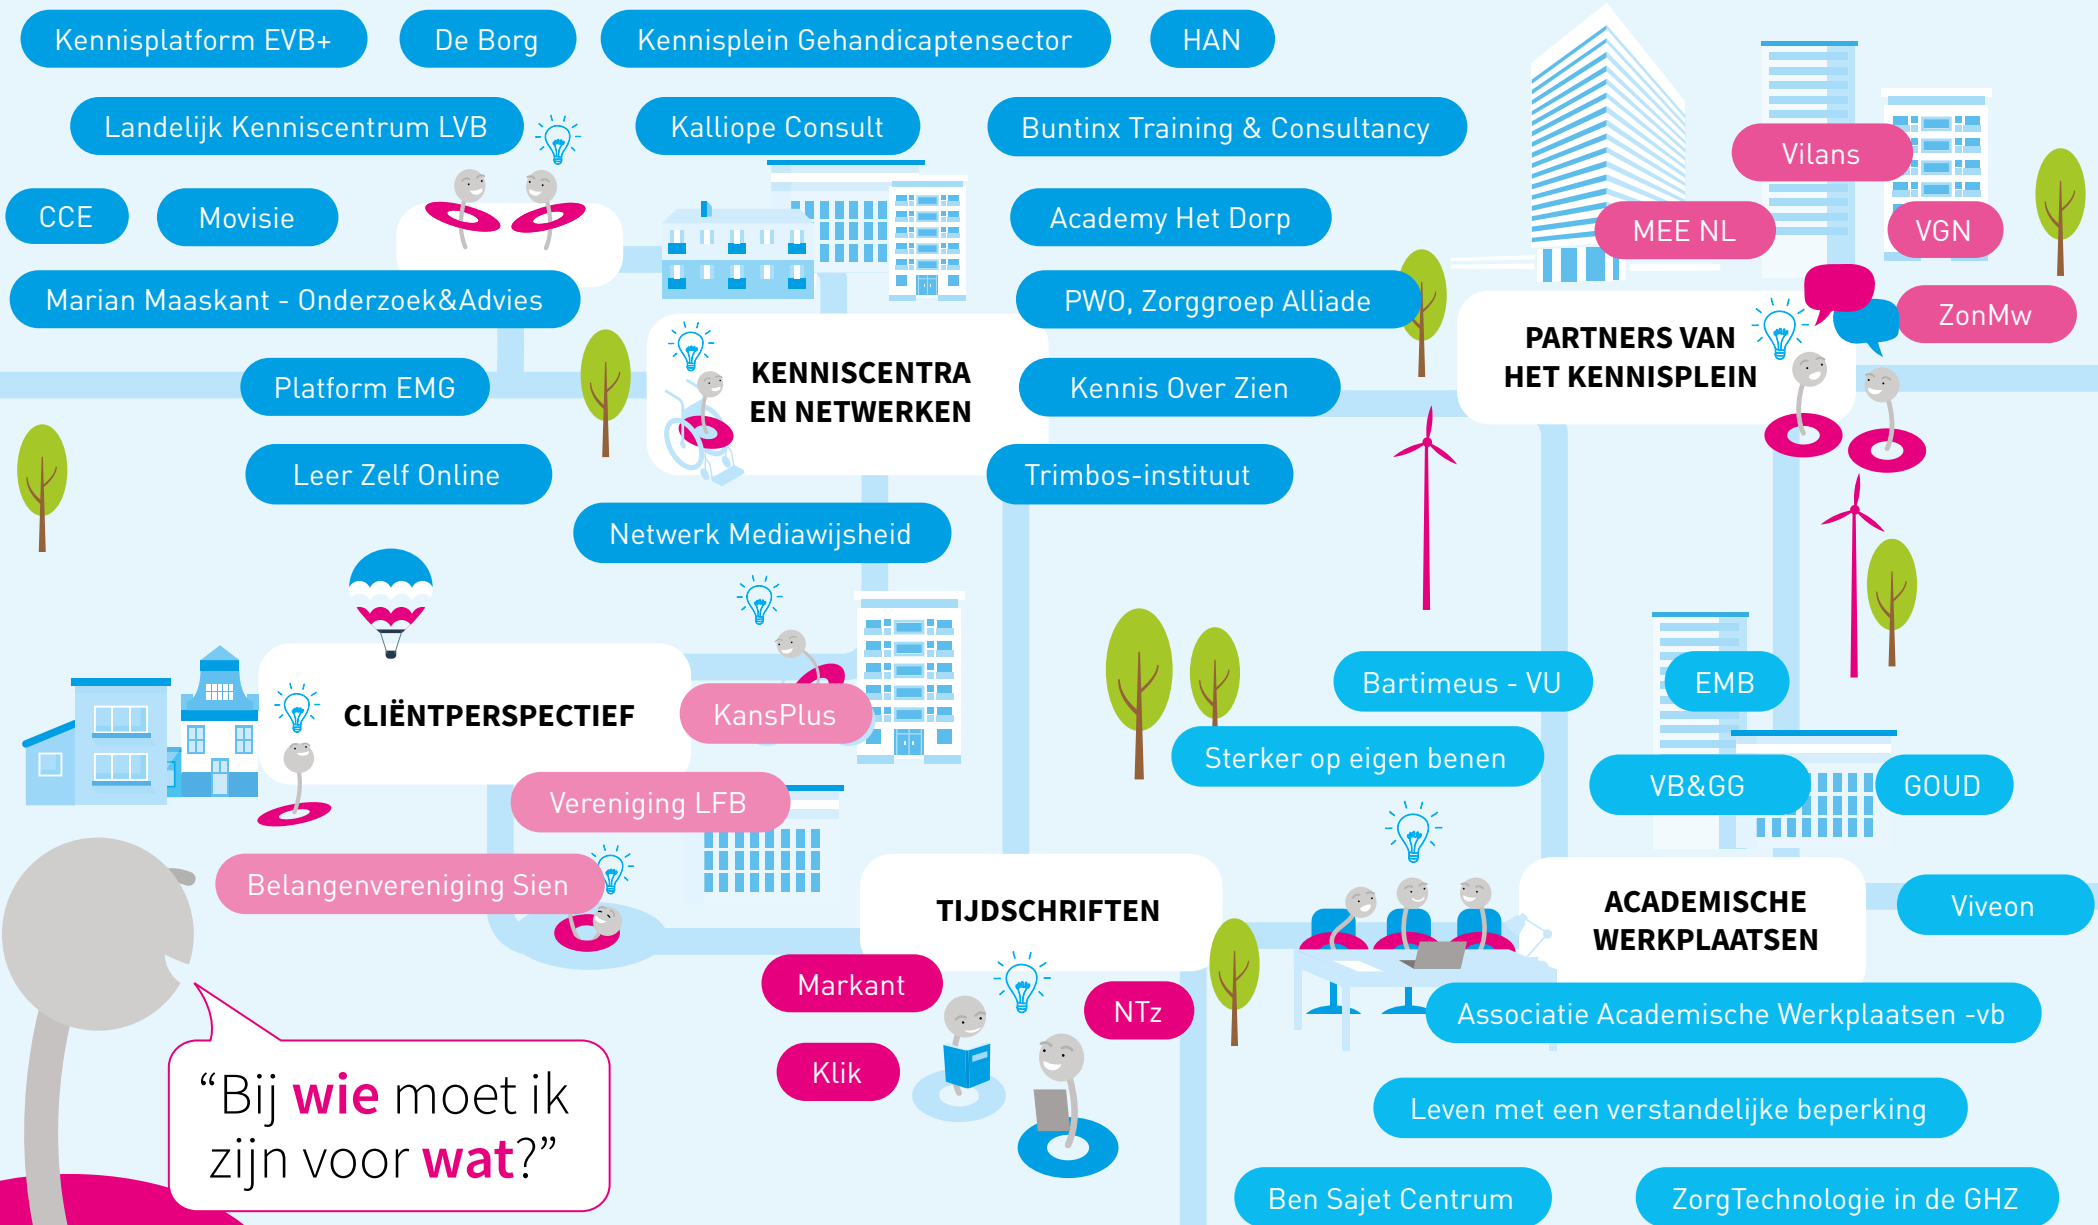 Kennisplatform EVB+
De Borg
Kennisplein Gehandicaptensector
HAN
Landelijk Kenniscentrum LVB
Kalliope Consult
Buntinx Training & Consultancy
Vilans
CCE
Movisie
Academy Het Dorp
MEE NL
VGN
Marian Maaskant - Onderzoek&Advies
PWO, Zorggroep Alliade
ZonMw
PARTNERS VAN
HET KENNISPLEIN
KENNISCENTRA
EN NETWERKEN
Platform EMG
Kennis Over Zien
Leer Zelf Online
Trimbos-instituut
Netwerk Mediawijsheid
CLIËNTPERSPECTIEF
KansPlus
Vereniging LFB
Belangenvereniging Sien
Bartimeus - VU
EMB
Sterker op eigen benen
VB&GG
GOUD
TIJDSCHRIFTEN
Markant
NTz
Klik
ACADEMISCHE
WERKPLAATSEN
Viveon
Associatie Academische Werkplaatsen -vb
Leven met een verstandelijke beperking
Ben Sajet Centrum
ZorgTechnologie in de GHZ
“Bij wie moet ik
zijn voor wat?”